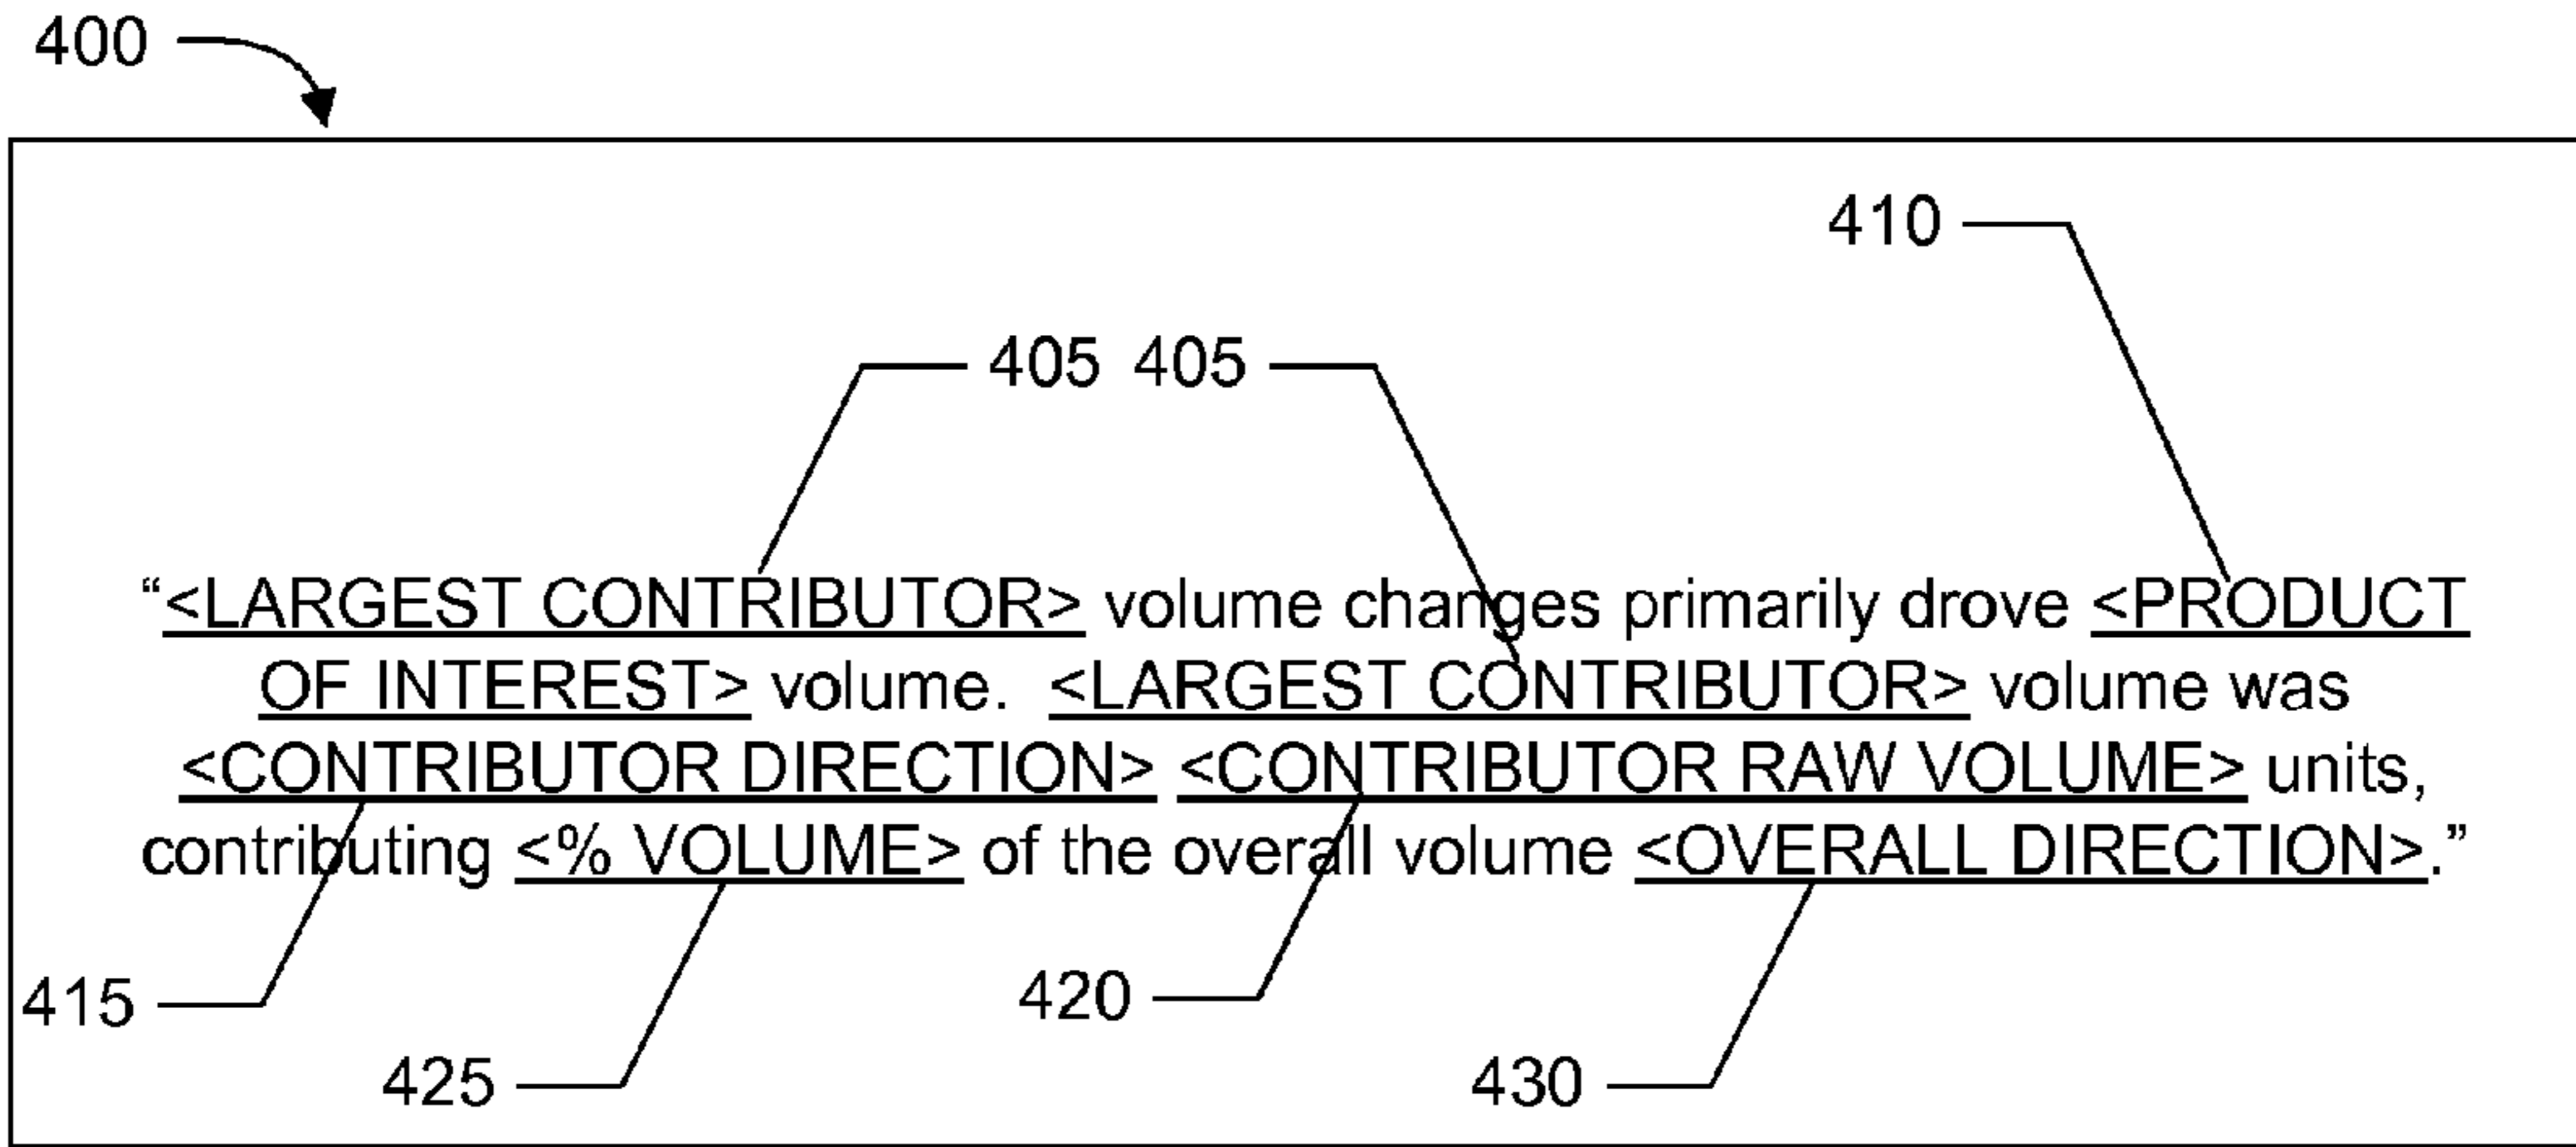 400
410
405 405
“<LARGEST CONTRIBUTOR> volume changes primarily drove <PRODUCT
OF INTEREST> volume. <LARGEST CONTRIBUTOR> volume was
<CONTRIBUTOR DIRECTION> <CONTRIBUTOR RAW VOLUME> units,
contributing <% VOLUME> of the overall volume <OVERALL DIRECTION>.”
415 420
425 430